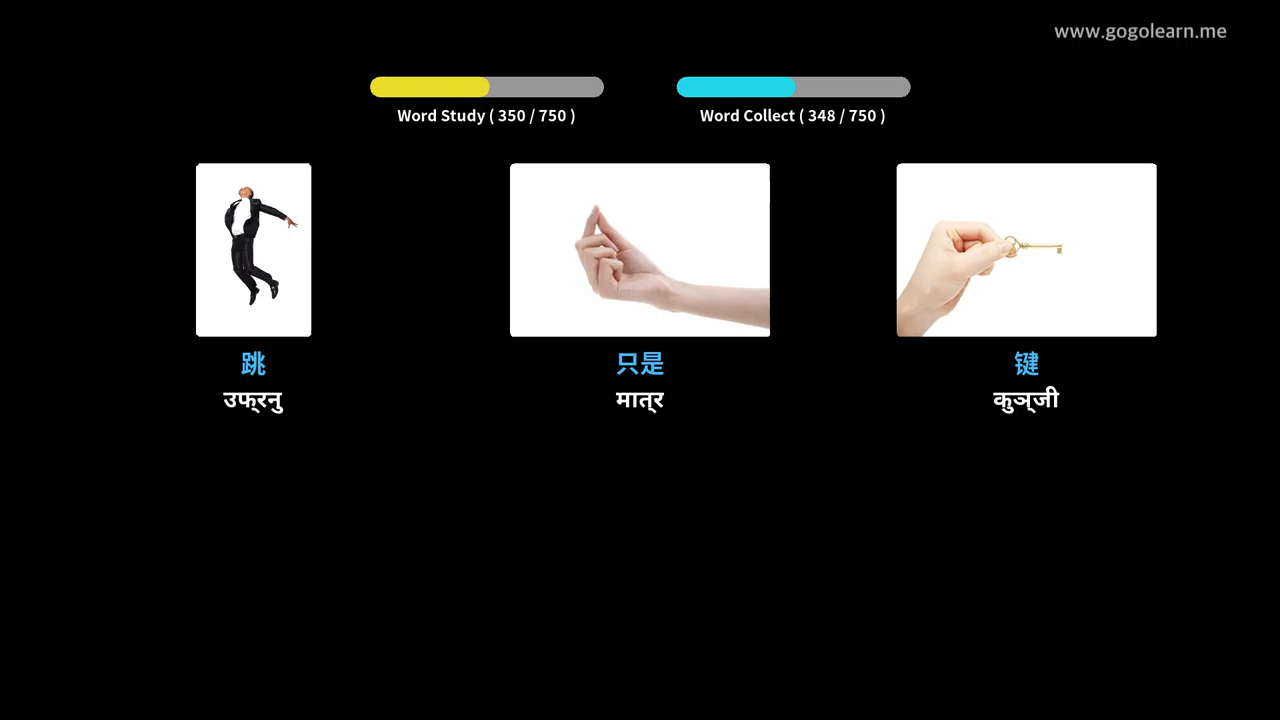 www.gogolearn.me
Word Study ( 350 / 750 )
Word Collect ( 348 / 750 )
跳
只是
键
उफ्रनु
मात्र
कुञ्जी